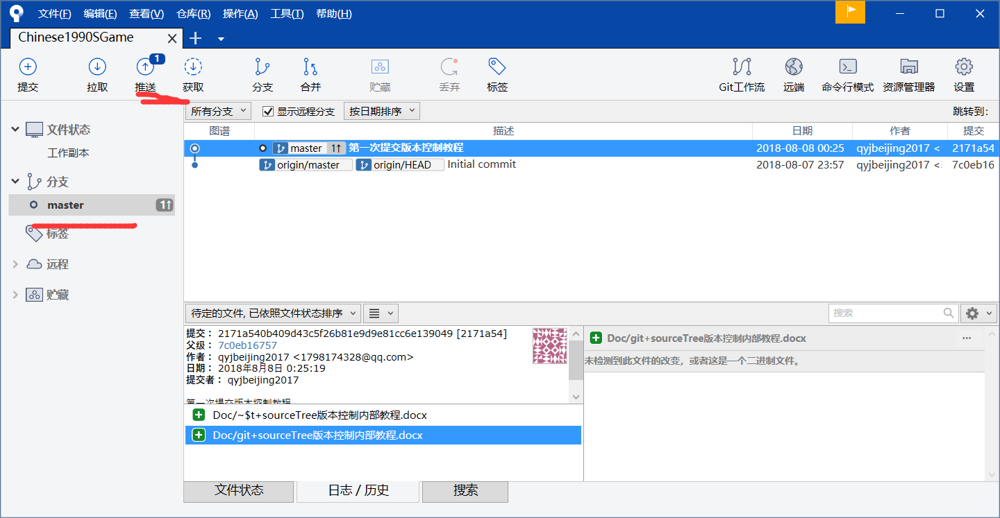 文件(F) 编辑(E) 查看(V) 仓库(R) 操作(A) 工具(T) 帮助(H)
Chinese1990SGame
1
提交 拉取 推送 获取 分支 合并 贮藏 丢弃 标签 Git工作流 远端 命令行模式 资源管理器 设置
所有分支 显示远程分支 按日期排序 跳转到:
文件状态
工作副本
分支
master 1↑
标签
远程
贮藏
图谱 描述 日期 作者 提交
master 1↑ 第一次提交版本控制教程 2018-08-08 00:25 qyjbeijing2017 < 2171a54
origin/master origin/HEAD Initial commit 2018-08-07 23:57 qyjbeijing2017 <. 7c0eb16
待定的文件, 已依照文件状态排序 搜索
提交： 2171a540b409d43c5f26b81e9d9e81cc6e139049 [2171a54]
父级： 7c0eb16757
作者： qyjbeijing2017 <1798174328@qq.com>
日期： 2018年8月8日 0:25:19
提交者： qyjbeijing2017
第一次提交版本控制教程
Doc/~$t+sourceTree版本控制内部教程.docx
Doc/git+sourceTree版本控制内部教程.docx
Doc/git+sourceTree版本控制内部教程.docx ...
未检测到此文件的改变，或者这是一个二进制文件。
文件状态 日志 / 历史 搜索